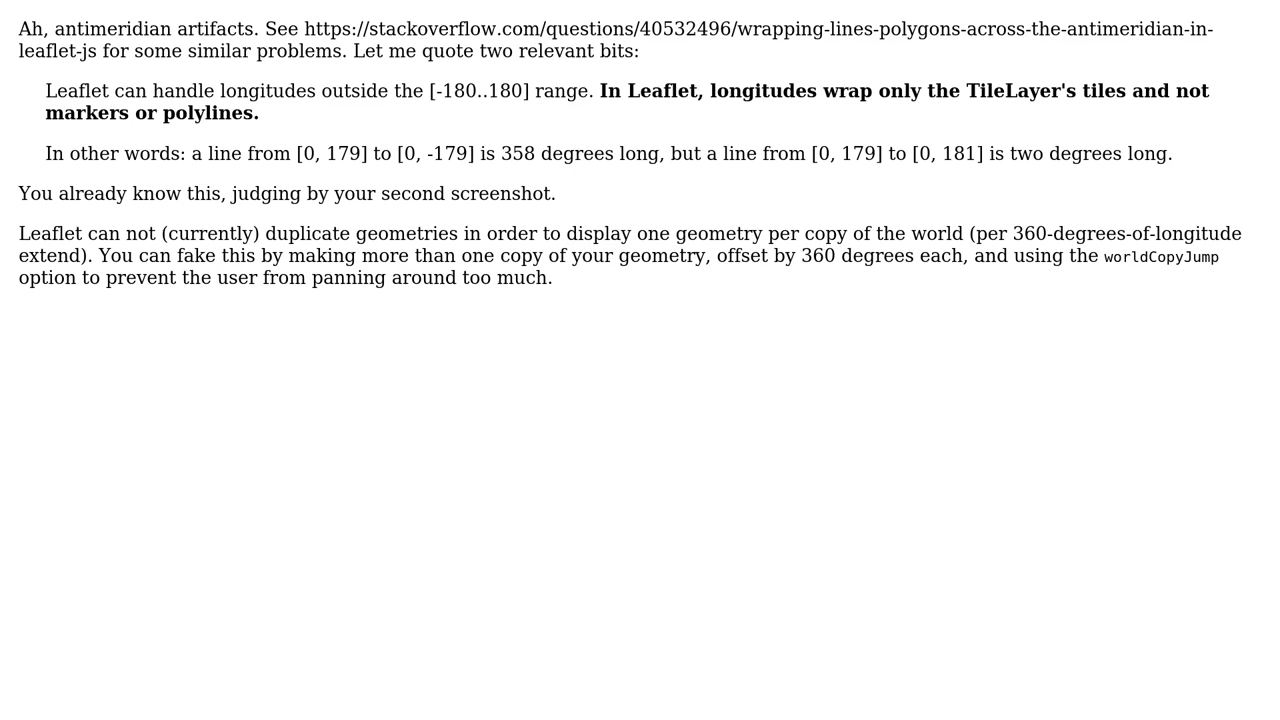 Ah, antimeridian artifacts. See https://stackoverflow.com/questions/40532496/wrapping-lines-polygons-across-the-antimeridian-in-
leaflet-js for some similar problems. Let me quote two relevant bits:
Leaflet can handle longitudes outside the [-180..180] range. In Leaflet, longitudes wrap only the TileLayer's tiles and not
markers or polylines.
In other words: a line from [0, 179] to [0, -179] is 358 degrees long, but a line from [0, 179] to [0, 181] is two degrees long.
You already know this, judging by your second screenshot.
Leaflet can not (currently) duplicate geometries in order to display one geometry per copy of the world (per 360-degrees-of-longitude
extend). You can fake this by making more than one copy of your geometry, offset by 360 degrees each, and using the worldCopyJump
option to prevent the user from panning around too much.